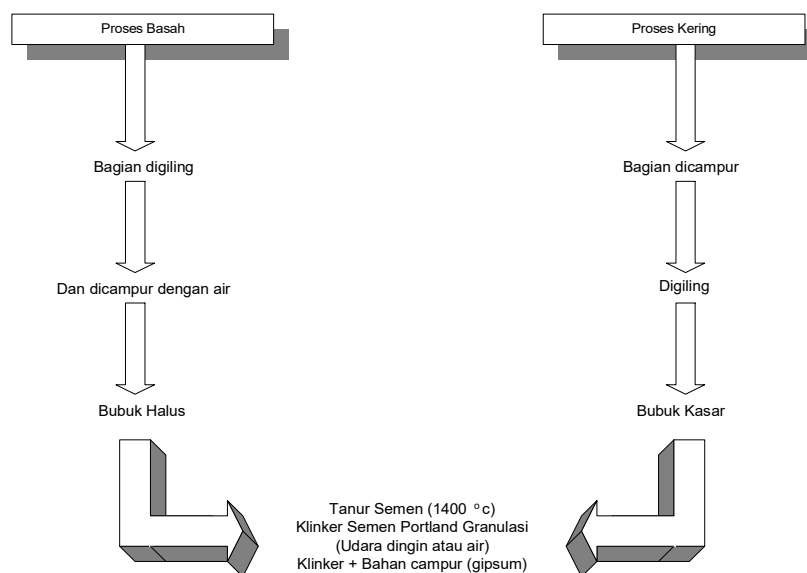 Proses Basah
Proses Kering
Bagian digiling
Bagian dicampur
Dan dicampur dengan air
Digiling
Bubuk Halus
Bubuk Kasar
Tanur Semen (1400 °c)
Klinker Semen Portland Granulasi
(Udara dingin atau air)
Klinker + Bahan campur (gipsum)